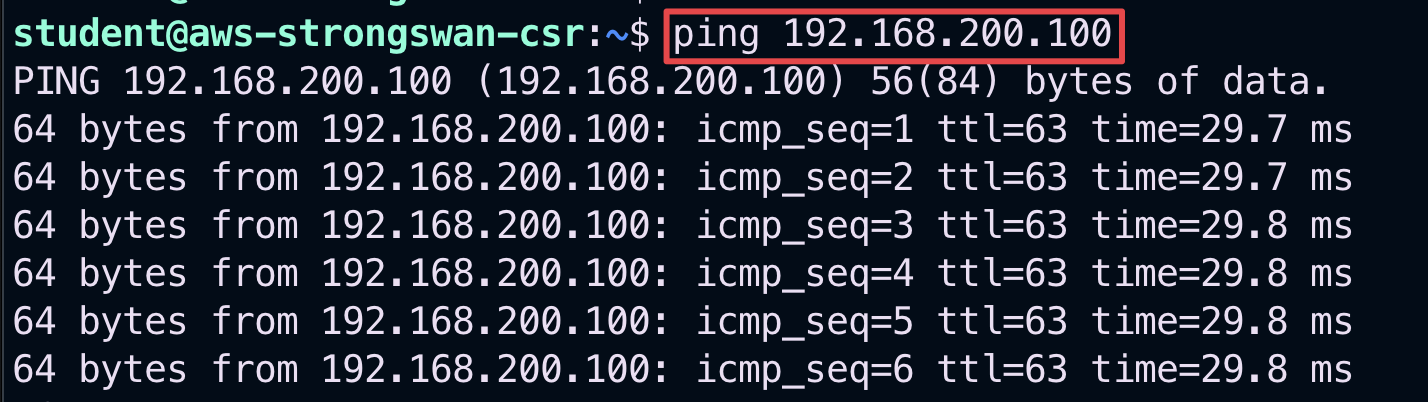 student@aws-strongswan-csr:~$ ping 192.168.200.100
PING 192.168.200.100 (192.168.200.100) 56(84) bytes of data.
64 bytes from 192.168.200.100: icmp_seq=1 ttl=63 time=29.7 ms
64 bytes from 192.168.200.100: icmp_seq=2 ttl=63 time=29.7 ms
64 bytes from 192.168.200.100: icmp_seq=3 ttl=63 time=29.8 ms
64 bytes from 192.168.200.100: icmp_seq=4 ttl=63 time=29.8 ms
64 bytes from 192.168.200.100: icmp_seq=5 ttl=63 time=29.8 ms
64 bytes from 192.168.200.100: icmp_seq=6 ttl=63 time=29.8 ms